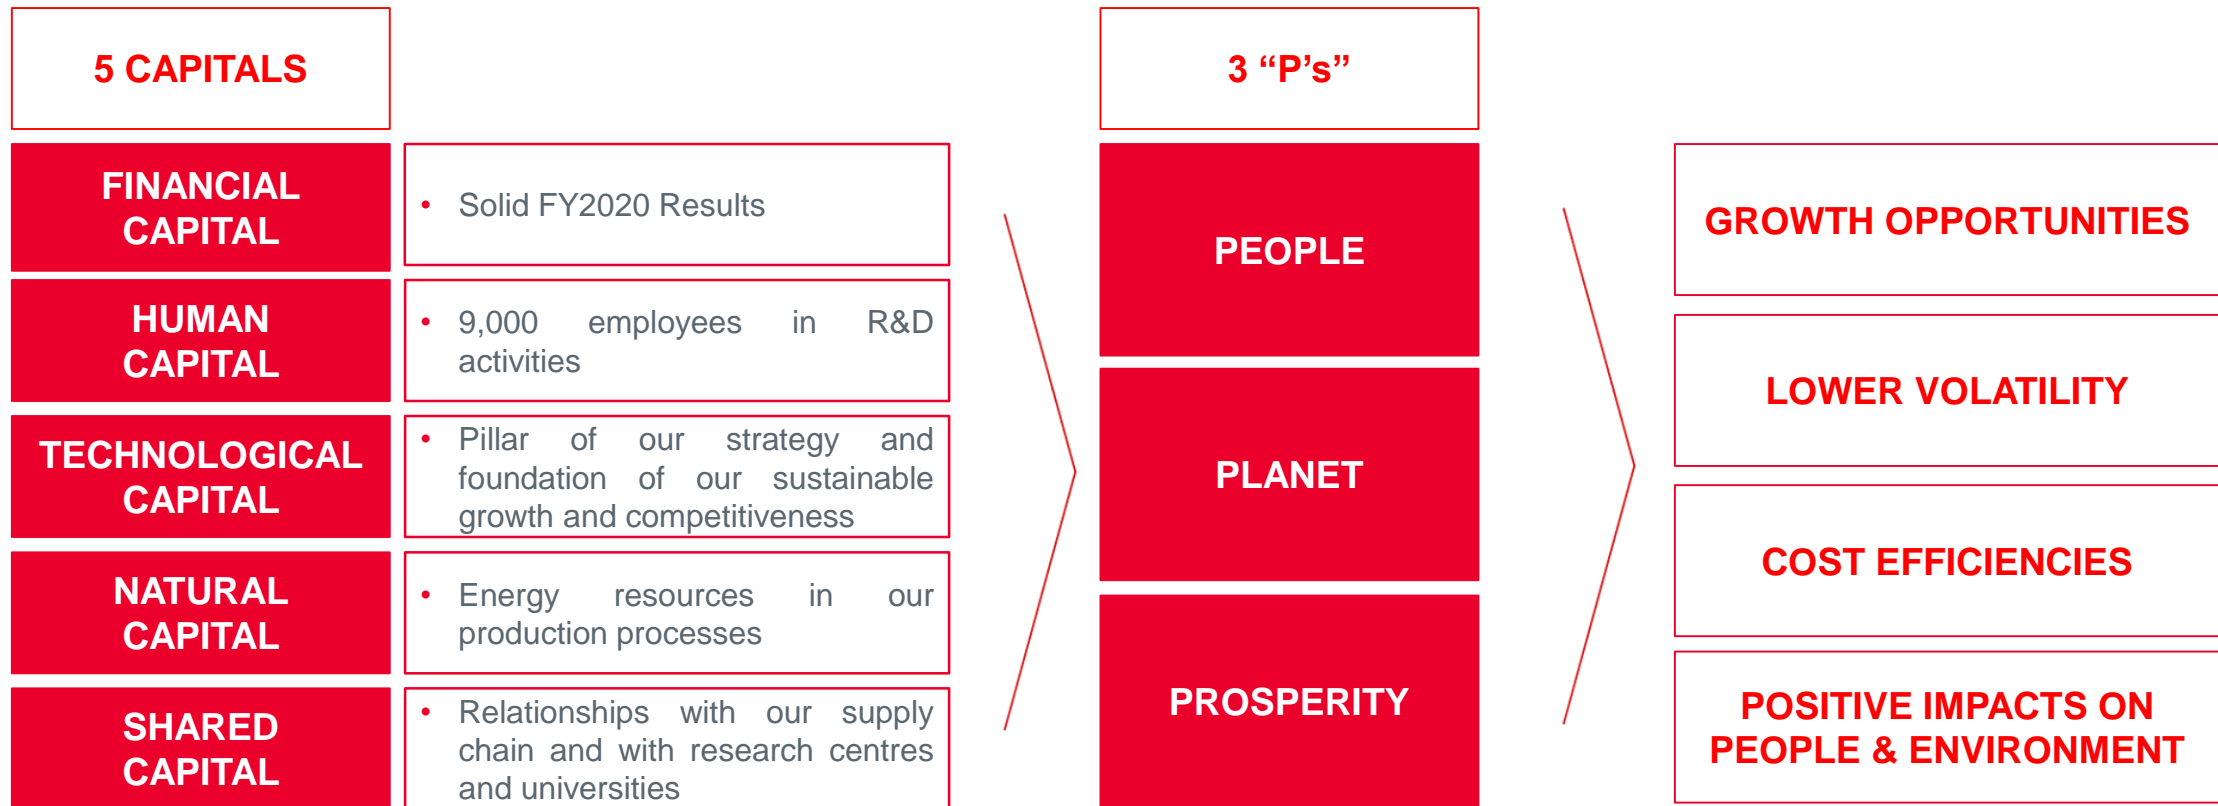 5 CAPITALS
FINANCIAL
CAPITAL
• Solid FY2020 Results
HUMAN
CAPITAL
• 9,000 employees in R&D
activities
TECHNOLOGICAL
CAPITAL
• Pillar of our strategy and
foundation of our sustainable
growth and competitiveness
NATURAL
CAPITAL
• Energy resources in our
production processes
SHARED
CAPITAL
• Relationships with our supply
chain and with research centres
and universities
3 “P’s”
PEOPLE
PLANET
PROSPERITY
GROWTH OPPORTUNITIES
LOWER VOLATILITY
COST EFFICIENCIES
POSITIVE IMPACTS ON
PEOPLE & ENVIRONMENT